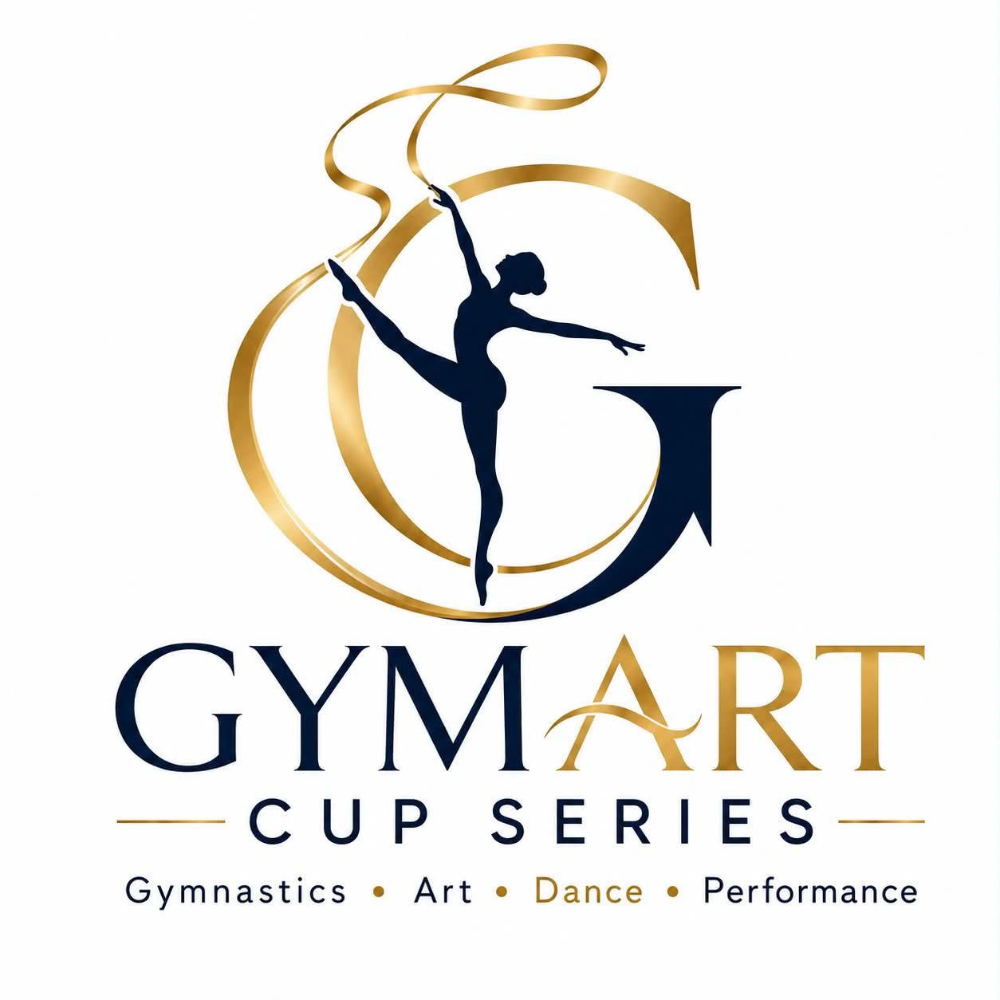 G
GYMART
CUP SERIES
Gymnastics • Art • Dance • Performance